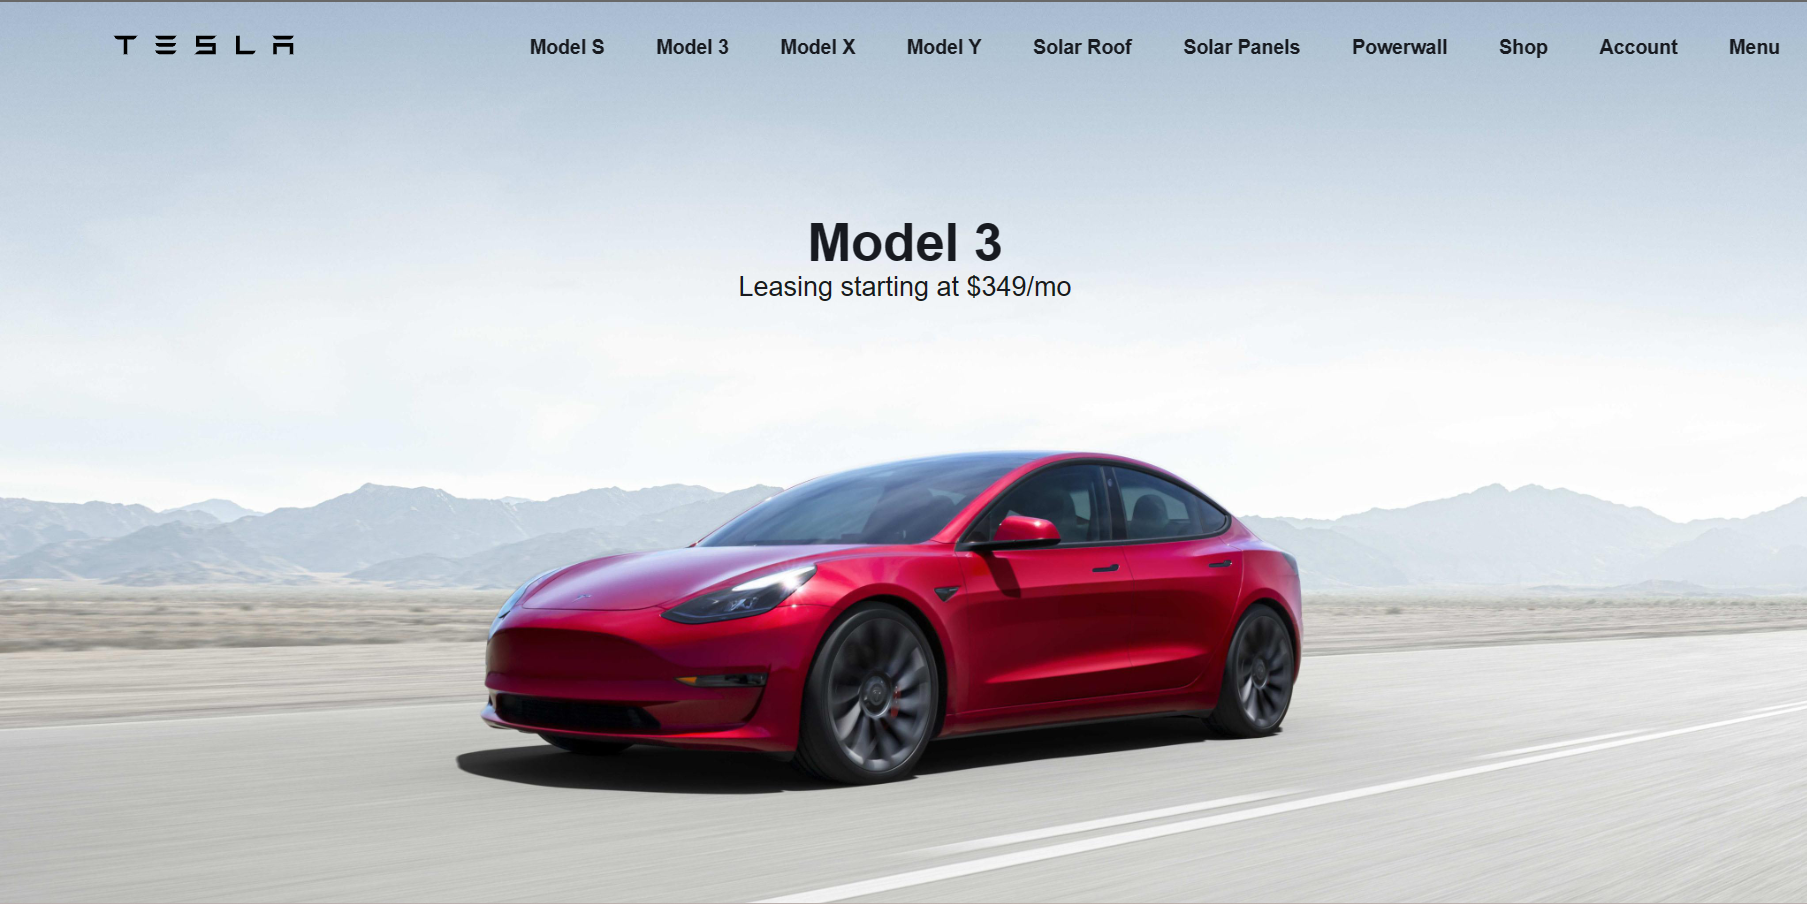 TESLA Model S Model 3 Model X Model Y Solar Roof Solar Panels Powerwall Shop Account Menu
Model 3
Leasing starting at $349/mo